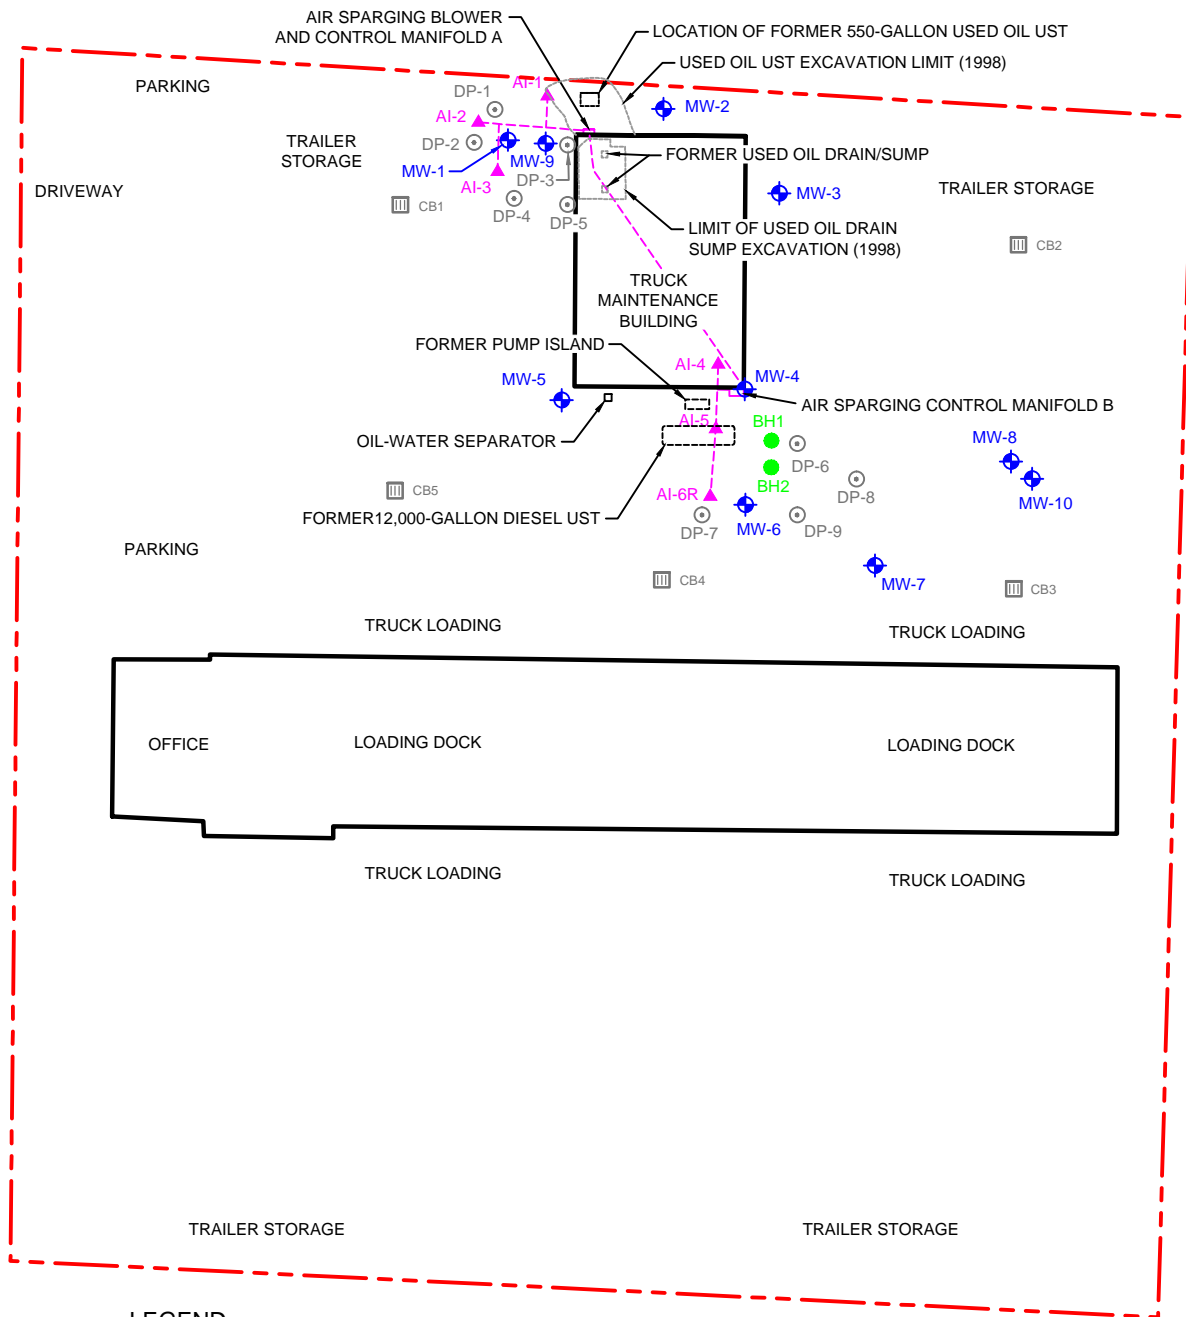 AIR SPARGING BLOWER
AND CONTROL MANIFOLD A
LOCATION OF FORMER 550-GALLON USED OIL UST
USED OIL UST EXCAVATION LIMIT (1998)
PARKING
DP-1
AI-1
AI-2
MW-2
TRAILER
STORAGE
DP-2
MW-1
MW-9
DP-3
FORMER USED OIL DRAIN/SUMP
AI-3
DRIVEWAY
MW-3
TRAILER STORAGE
CB1
DP-4
DP-5
LIMIT OF USED OIL DRAIN
SUMP EXCAVATION (1998)
CB2
TRUCK
MAINTENANCE
BUILDING
FORMER PUMP ISLAND
AI-4
MW-5
MW-4
AIR SPARGING CONTROL MANIFOLD B
AI-5
BH1
OIL-WATER SEPARATOR
DP-6
MW-8
BH2
CB5
AI-6R
DP-8
MW-10
FORMER12,000-GALLON DIESEL UST
DP-7
MW-6
DP-9
PARKING
CB4
MW-7
CB3
TRUCK LOADING
TRUCK LOADING
OFFICE
LOADING DOCK
LOADING DOCK
TRUCK LOADING
TRUCK LOADING
TRAILER STORAGE
TRAILER STORAGE
LEGEND